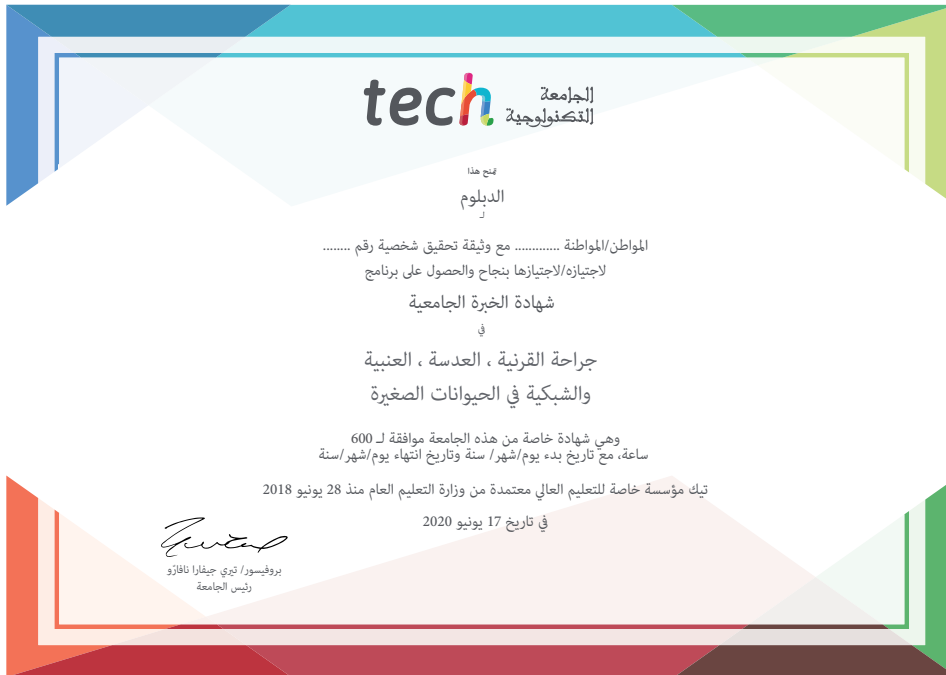 tech الجامعة
التكنولوجية
يمنح هذا
الدبلوم
لـ
المواطن/المواطنة ............ مع وثيقة تحقيق شخصية رقم ........
لاجتيازه/لاجتيازها بنجاح والحصول على برنامج
شهادة الخبرة الجامعية
في
جراحة القرنية ، العدسة ، العنبية
والشبكية في الحيوانات الصغيرة
وهي شهادة خاصة من هذه الجامعة موافقة لـ 600
ساعة، مع تاريخ بدء يوم/شهر/ سنة وتاريخ انتهاء يوم/شهر/سنة
تيك مؤسسة خاصة للتعليم العالي معتمدة من وزارة التعليم العام منذ 28 يونيو 2018
في تاريخ 17 يونيو 2020
بروفيسور/ تيري جيفارا نافارّو
رئيس الجامعة